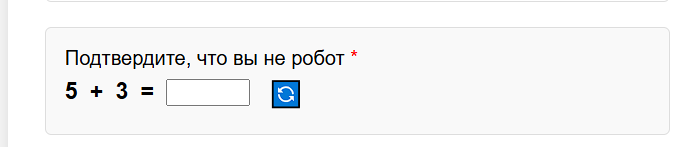 Подтвердите, что вы не робот *
5 + 3 =